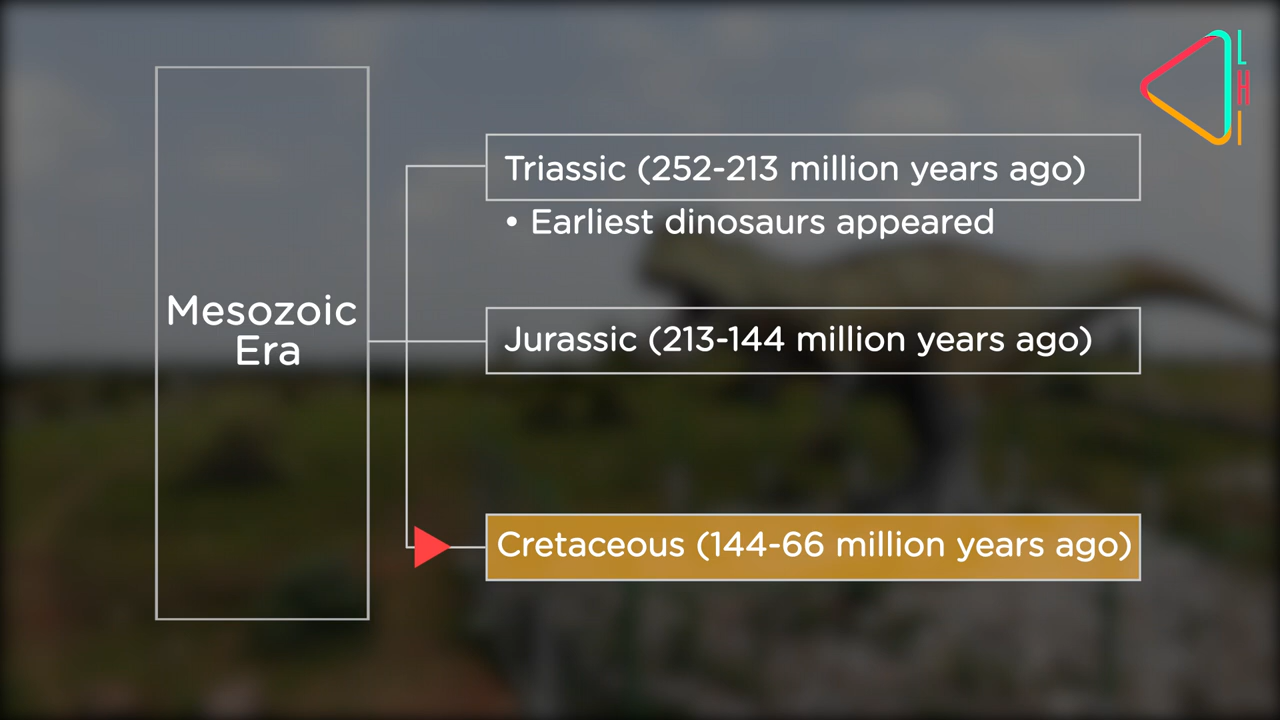 LHI
Triassic (252-213 million years ago)
• Earliest dinosaurs appeared
Mesozoic
Era
Jurassic (213-144 million years ago)
Cretaceous (144-66 million years ago)